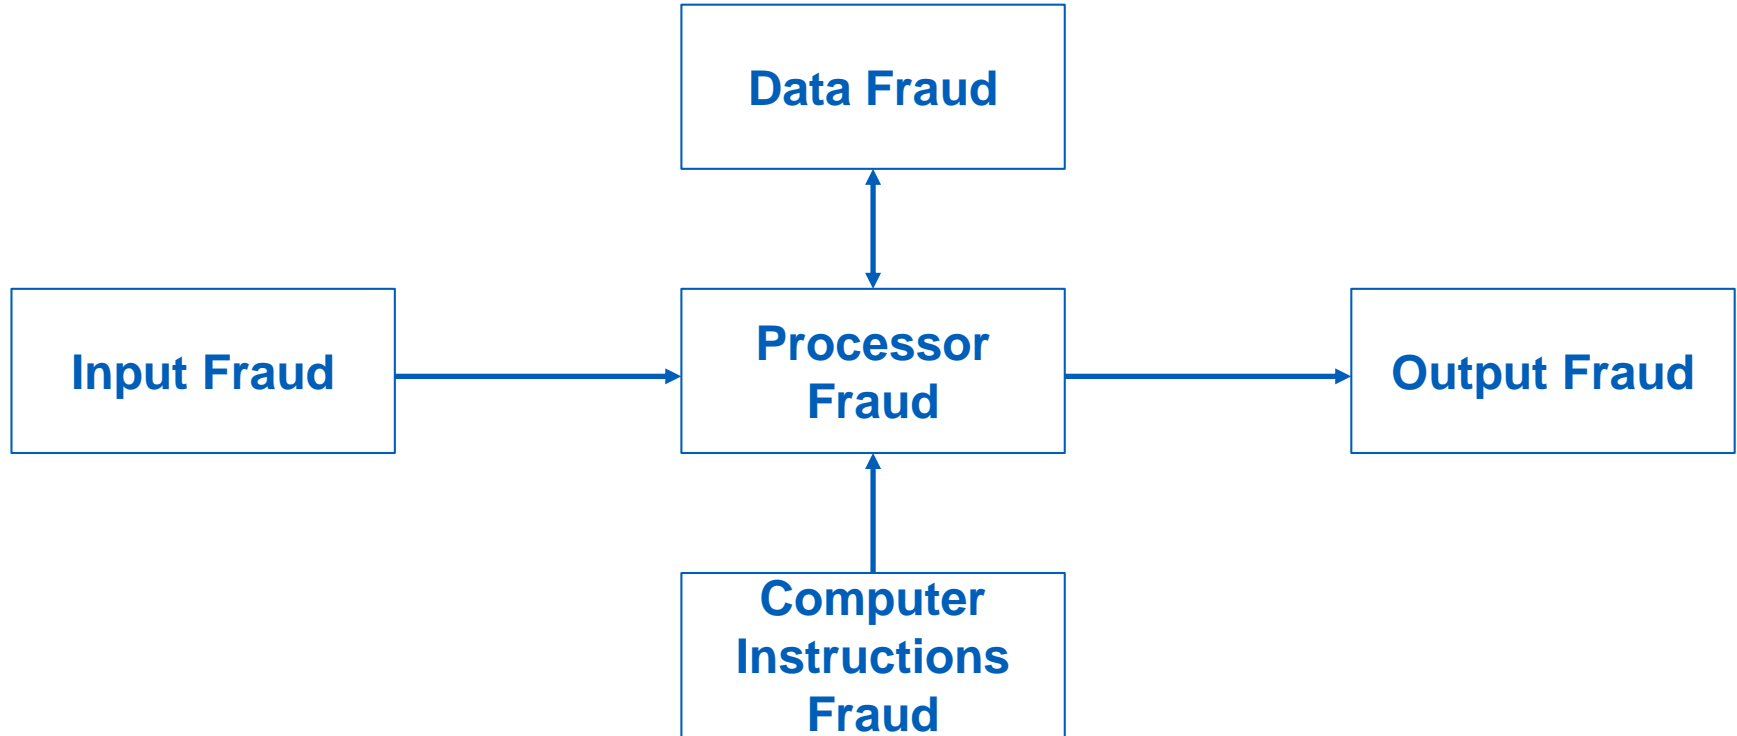 Data Fraud
Input Fraud
Processor
Fraud
Output Fraud
Computer
Instructions
Fraud